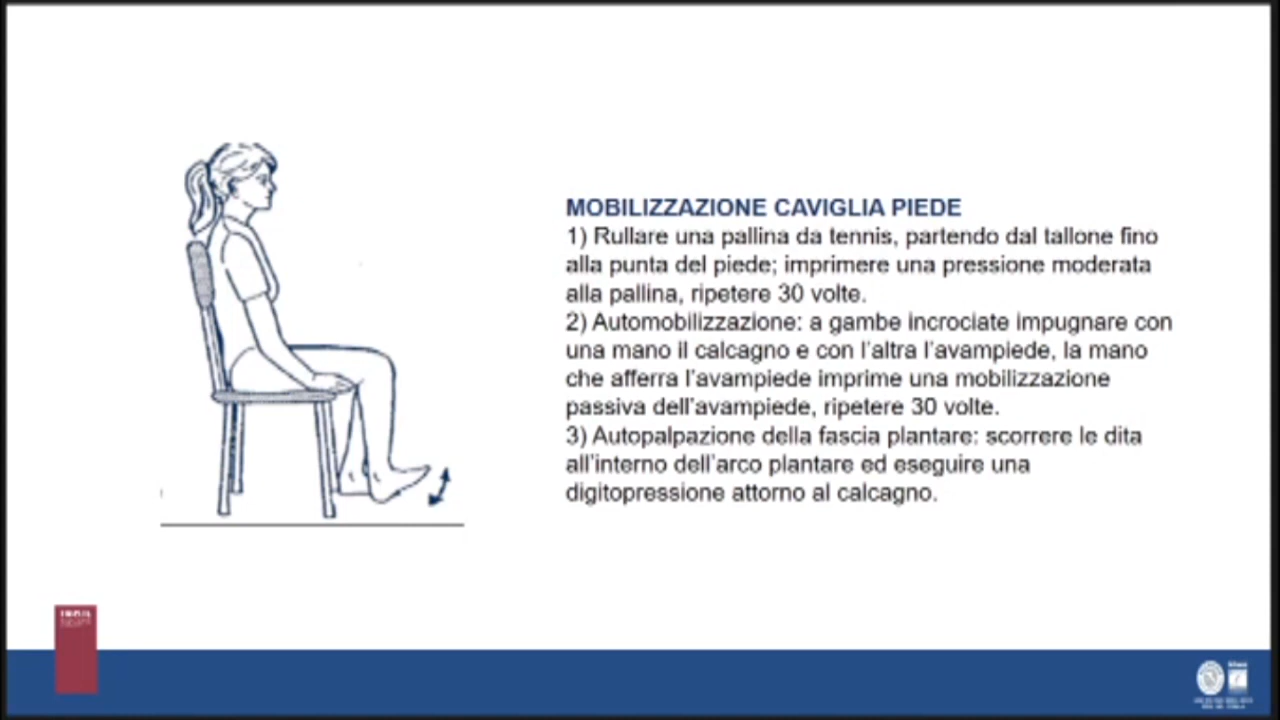 MOBILIZZAZIONE CAVIGLIA PIEDE
1) Rullare una pallina da tennis, partendo dal tallone fino
alla punta del piede; imprimere una pressione moderata
alla pallina, ripetere 30 volte.
2) Automobilizzazione: a gambe incrociate impugnare con
una mano il calcagno e con l'altra l'avampiede, la mano
che afferra l'avampiede imprime una mobilizzazione
passiva dell'avampiede, ripetere 30 volte.
3) Autopalpazione della fascia plantare: scorrere le dita
all'interno dell'arco plantare ed eseguire una
digitopressione attorno al calcagno.